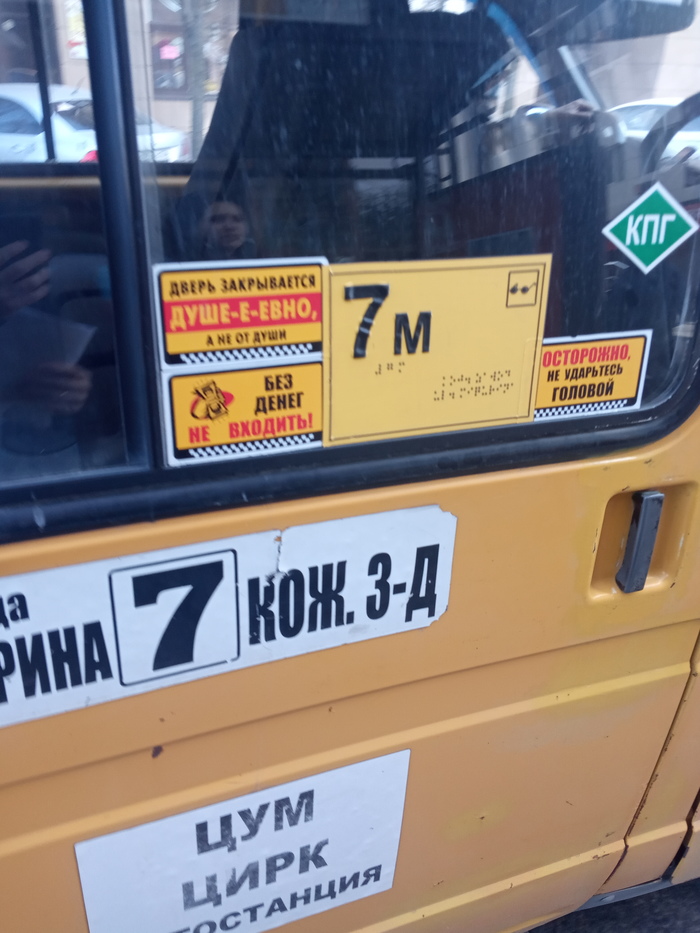 КПГ
ДВЕРЬ ЗАКРЫВАЕТСЯ
ДУШЕ-Е-ЕВНО,
А НЕ ОТ ДУШИ
БЕЗ
ДЕНЕГ
НЕ ВХОДИТЬ!
7м
ОСТОРОЖНО,
НЕ УДАРЬТЕСЬ
ГОЛОВОЙ
да
РИНА 7 КОЖ. З-Д
ЦУМ
ЦИРК
ТОСТАНЦИЯ